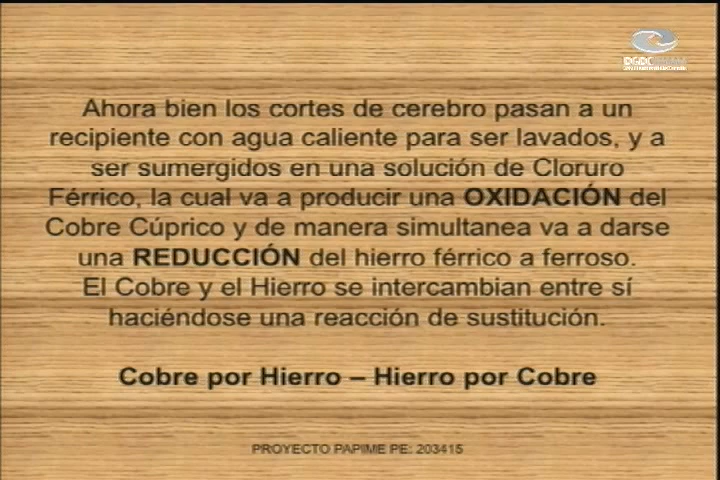 DGDC
Ahora bien los cortes de cerebro pasan a un
recipiente con agua caliente para ser lavados, y a
ser sumergidos en una solución de Cloruro
Férrico, la cual va a producir una OXIDACIÓN del
Cobre Cúprico y de manera simultanea va a darse
una REDUCCIÓN del hierro férrico a ferroso.
El Cobre y el Hierro se intercambian entre sí
haciéndose una reacción de sustitución.
Cobre por Hierro – Hierro por Cobre
PROYECTO PAPIME PE: 203415